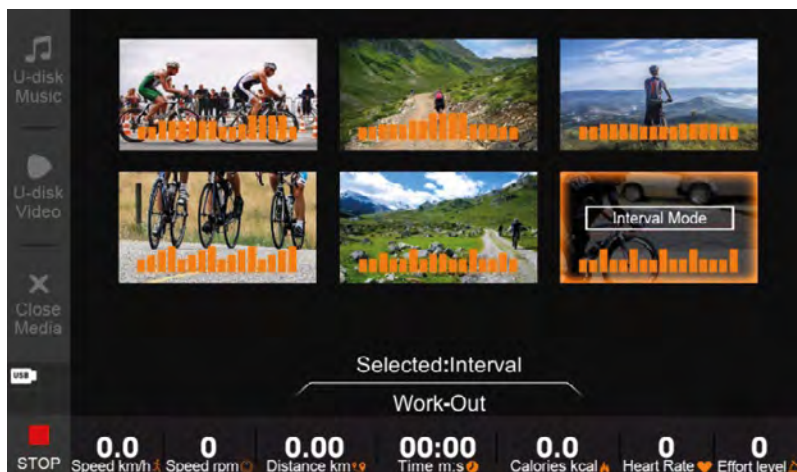 U-disk
Music
U-disk
Video
Close
Media
Interval Mode
Selected:Interval
Work-Out
USB
STOP
0.0
Speed km/h
0
Speed rpm
0.00
Distance km
00:00
Time m:s
0.0
Calories kcal
0
Heart Rate
0
Effort level